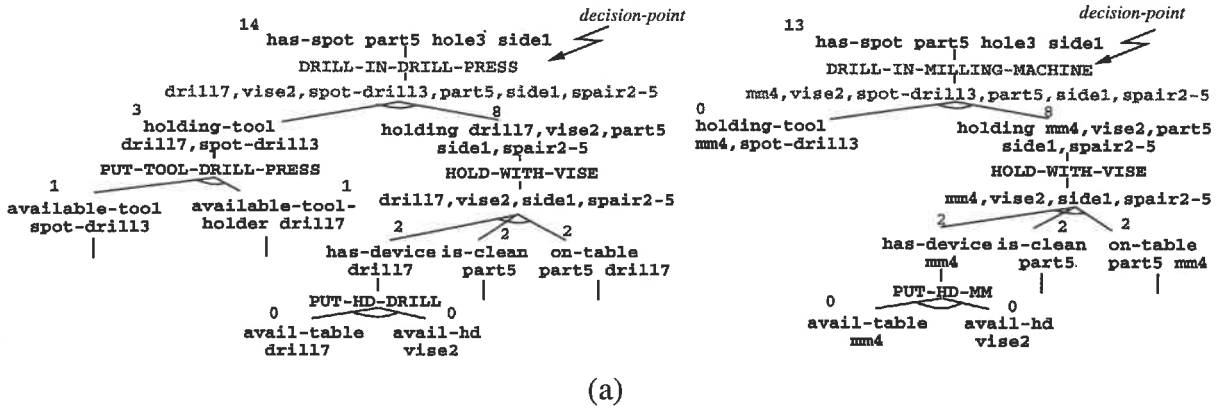 14
decision-point
has-spot part5 hole3 side1
DRILL-IN-DRILL-PRESS
drill7,vise2,spot-drill3,part5,side1,spair2-5
3
8
holding-tool
drill7,spot-drill3
holding drill7,vise2,part5
side1,spair2-5
PUT-TOOL-DRILL-PRESS
HOLD-WITH-VISE
1
1
available-tool
spot-drill3
available-tool-
holder drill7
drill7,vise2,side1,spair2-5
2
2
2
has-device
drill7
is-clean
part5
on-table
part5 drill7
PUT-HD-DRILL
0
0
avail-table
drill7
avail-hd
vise2
13
decision-point
has-spot part5 hole3 side1
DRILL-IN-MILLING-MACHINE
mm4,vise2,spot-drill3,part5,side1,spair2-5
0
8
holding-tool
mm4,spot-drill3
holding mm4,vise2,part5
side1,spair2-5
HOLD-WITH-VISE
mm4,vise2,side1,spair2-5
2
2
2
has-device
mm4
is-clean
part5
on-table
part5 mm4
PUT-HD-MM
0
0
avail-table
mm4
avail-hd
vise2
(a)